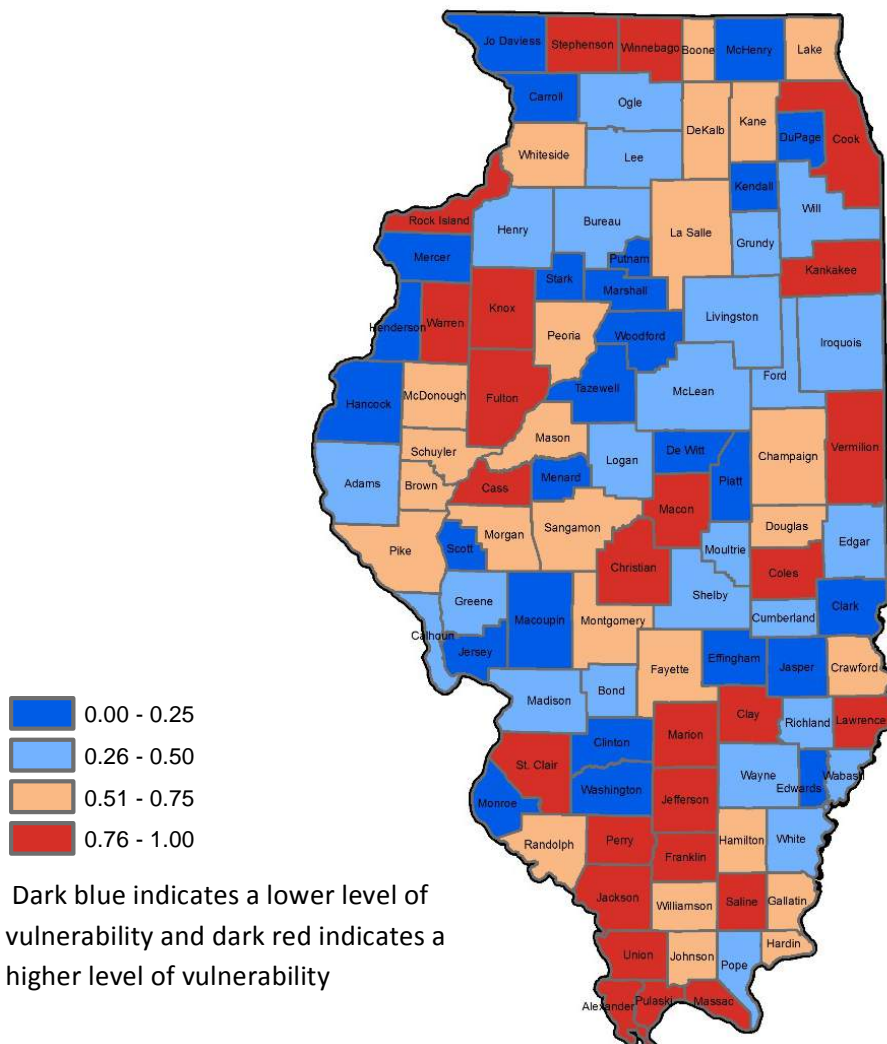 Jo Daviess
Stephenson
Winnebago
Boone
McHenry
Lake
Carroll
Ogle
DeKalb
Kane
DuPage
Cook
Whiteside
Lee
Kendall
Will
Rock Island
Henry
Bureau
La Salle
Grundy
Mercer
Putnam
Kankakee
Stark
Marshall
Henderson
Warren
Knox
Peoria
Woodford
Livingston
Iroquois
Hancock
McDonough
Fulton
Tazewell
McLean
Ford
Mason
Schuyler
Logan
De Witt
Champaign
Vermilion
Adams
Brown
Cass
Menard
Piatt
Macon
Pike
Scott
Morgan
Sangamon
Moultrie
Douglas
Edgar
Christian
Coles
Greene
Macoupin
Shelby
Cumberland
Clark
Calhoun
Jersey
Montgomery
Fayette
Effingham
Jasper
Crawford
Madison
Bond
Clay
Richland
Lawrence
Clinton
Marion
St. Clair
Washington
Wayne
Edwards
Wabash
Monroe
Jefferson
Randolph
Perry
Hamilton
White
Franklin
Jackson
Williamson
Saline
Gallatin
Union
Johnson
Pope
Hardin
Alexander
Pulaski
Massac
0.00 - 0.25
0.26 - 0.50
0.51 - 0.75
0.76 - 1.00
Dark blue indicates a lower level of
vulnerability and dark red indicates a
higher level of vulnerability